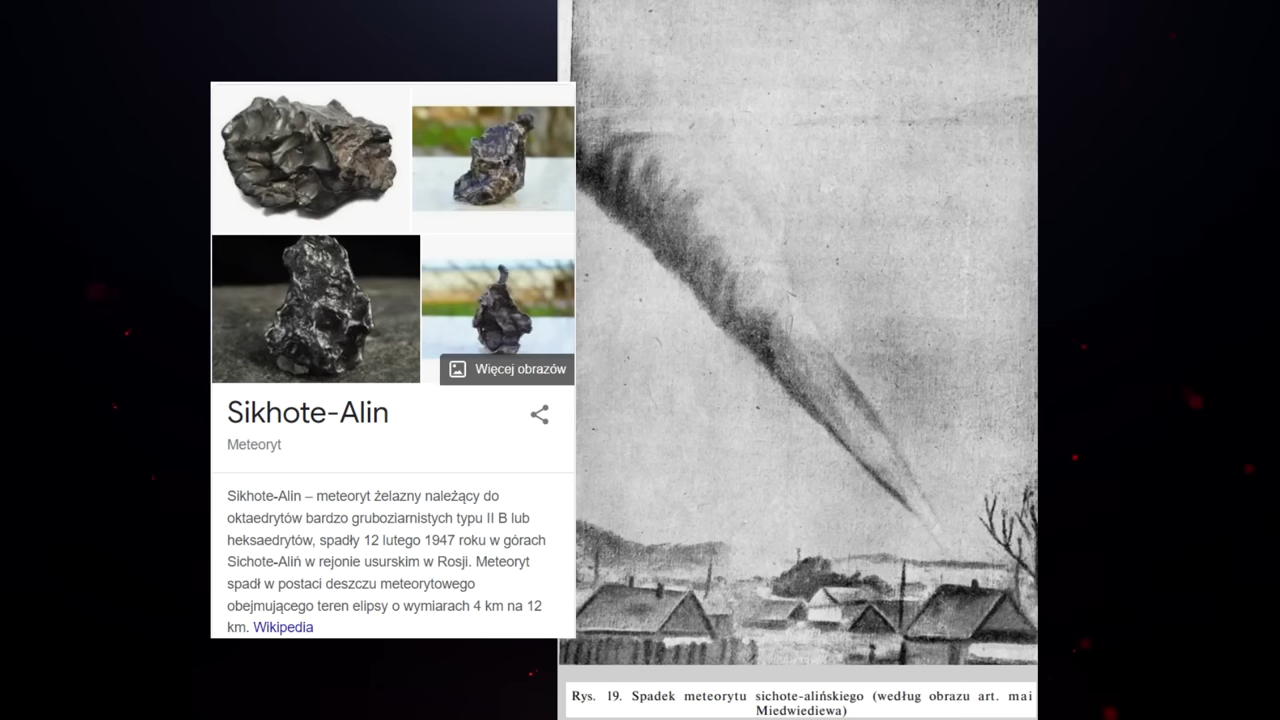 Więcej obrazów
Sikhote-Alin
Meteoryt
Sikhote-Alin – meteoryt żelazny należący do
oktaedrytów bardzo gruboziarnistych typu II B lub
heksaedrytów, spadły 12 lutego 1947 roku w górach
Sichote-Aliń w rejonie usurskim w Rosji. Meteoryt
spadł w postaci deszczu meteorytowego
obejmującego teren elipsy o wymiarach 4 km na 12
km. Wikipedia
Rys. 19. Spadek meteorytu sichote-alińskiego (według obrazu art. mai
Miedwiediewa)